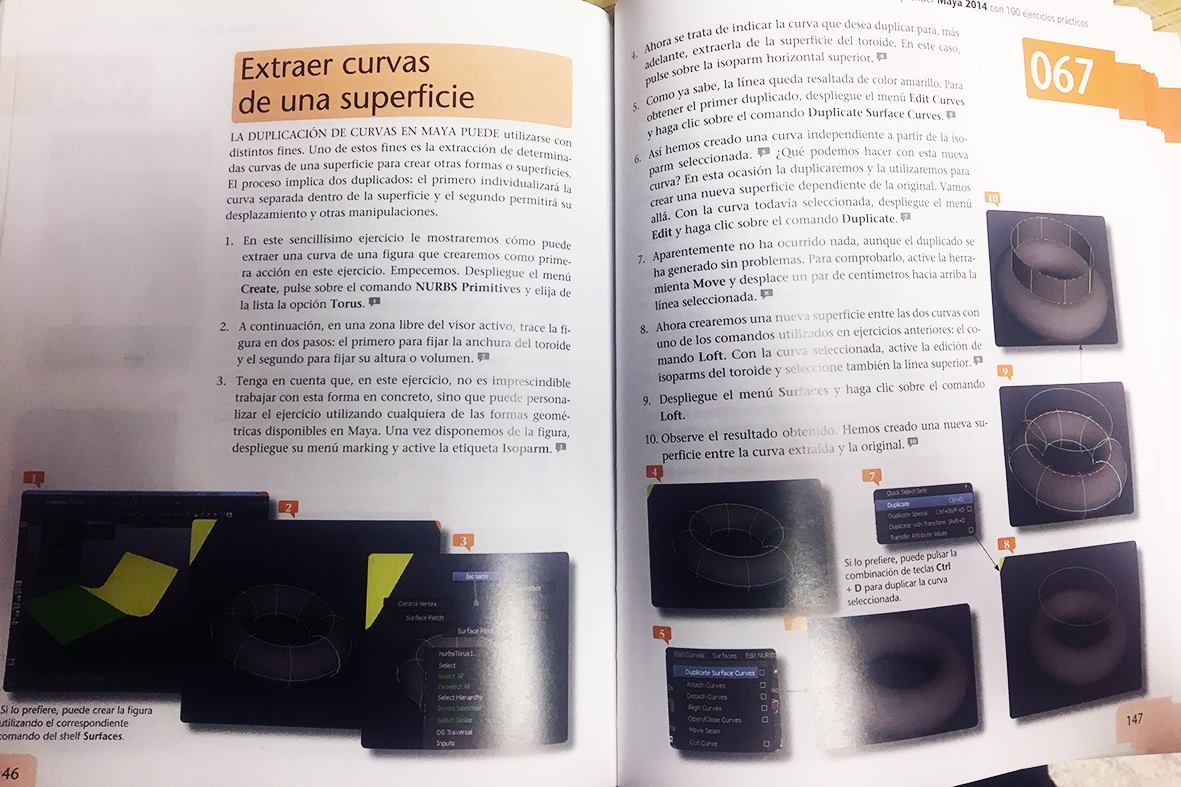 Extraer curvas
de una superficie
LA DUPLICACIÓN DE CURVAS EN MAYA PUEDE utilizarse con
distintos fines. Uno de estos fines es la extracción de determina-
das curvas de una superficie para crear otras formas o superficies.
El proceso implica dos duplicados: el primero individualizará la
curva separada dentro de la superficie y el segundo permitirá su
desplazamiento y otras manipulaciones.
1. En este sencillísimo ejercicio le mostraremos cómo puede
extraer una curva de una figura que crearemos como prime-
ra acción en este ejercicio. Empecemos. Despliegue el menú
Create, pulse sobre el comando NURBS Primitives y elija de
la lista la opción Torus. 1
2. A continuación, en una zona libre del visor activo, trace la fi-
gura en dos pasos: el primero para fijar la anchura del toroide
y el segundo para fijar su altura o volumen. 2
3. Tenga en cuenta que, en este ejercicio, no es imprescindible
trabajar con esta forma en concreto, sino que puede persona-
lizar el ejercicio utilizando cualquiera de las formas geomé-
tricas disponibles en Maya. Una vez disponemos de la figura,
despliegue su menú marking y active la etiqueta Isoparm. 3
1
2
3
Isoparm
Control Vertex
Surface Patch
Surface Point
nurbsTorus1...
Select
Select All
Deselect All
Select Hierarchy
Invert Selection
Select Similar
DG Traversal
Inputs
Si lo prefiere, puede crear la figura
utilizando el correspondiente
comando del shelf Surfaces.
46
Maya 2014 con 100 ejercicios prácticos
067
4. Ahora se trata de indicar la curva que desea duplicar para, más
adelante, extraerla de la superficie del toroide. En este caso,
pulse sobre la isoparm horizontal superior. 4
5. Como ya sabe, la línea queda resaltada de color amarillo. Para
obtener el primer duplicado, despliegue el menú Edit Curves
y haga clic sobre el comando Duplicate Surface Curves. 5
6. Así hemos creado una curva independiente a partir de la iso-
parm seleccionada. 6 ¿Qué podemos hacer con esta nueva
curva? En esta ocasión la duplicaremos y la utilizaremos para
crear una nueva superficie dependiente de la original. Vamos
allá. Con la curva todavía seleccionada, despliegue el menú
Edit y haga clic sobre el comando Duplicate. 7
7. Aparentemente no ha ocurrido nada, aunque el duplicado se
ha generado sin problemas. Para comprobarlo, active la herra-
mienta Move y desplace un par de centímetros hacia arriba la
línea seleccionada. 8
8. Ahora crearemos una nueva superficie entre las dos curvas con
uno de los comandos utilizados en ejercicios anteriores: el co-
mando Loft. Con la curva seleccionada, active la edición de
isoparms del toroide y seleccione también la línea superior. 9
9. Despliegue el menú Surfaces y haga clic sobre el comando
Loft.
10. Observe el resultado obtenido. Hemos creado una nueva su-
perficie entre la curva extraída y la original. 10
10
9
4
7
Quick Select Sets
Duplicate Ctrl+D
Duplicate Special Ctrl+Shift+D
Duplicate with Transform Shift+D
Transfer Attribute Values
8
Si lo prefiere, puede pulsar la
combinación de teclas Ctrl
+ D para duplicar la curva
seleccionada.
5
6
Edit Curves Surfaces Edit NURBS
Duplicate Surface Curves
Attach Curves
Detach Curves
Align Curves
Open/Close Curves
Move Seam
Cut Curve
147